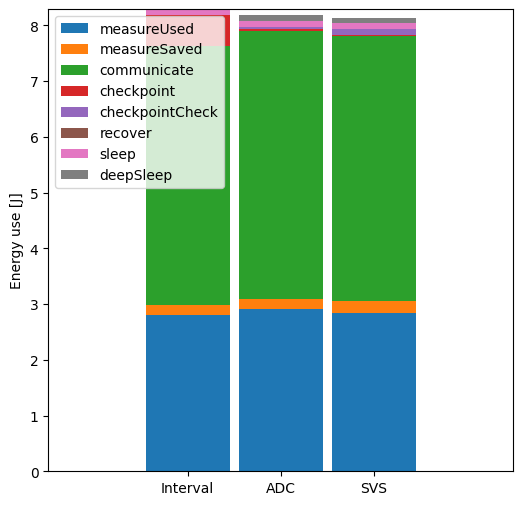 measureUsed
measureSaved
communicate
checkpoint
checkpointCheck
recover
sleep
deepSleep
Energy use [J]
8
7
6
5
4
3
2
1
0
Interval ADC SVS